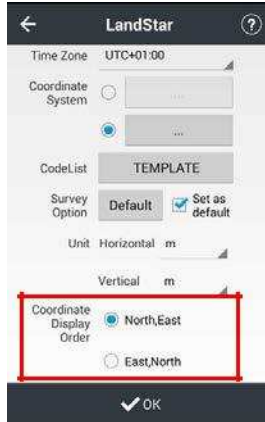 LandStar ?
Time Zone UTC+01:00
Coordinate
System
....
...
CodeList TEMPLATE
Survey
Option
Default Set as
default
Unit Horizontal m
Vertical m
Coordinate
Display
Order
North,East
East,North
OK